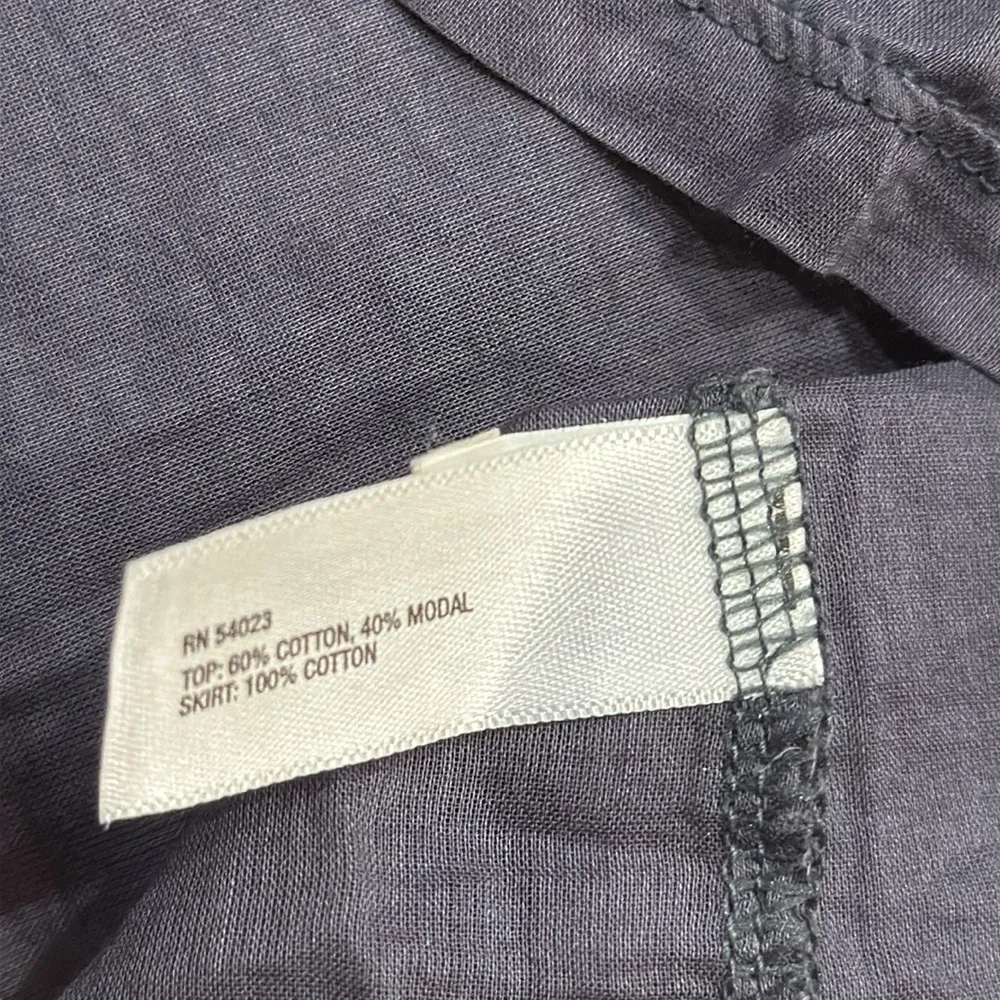 RN 54023
TOP: 60% COTTON, 40% MODAL
SKIRT: 100% COTTON